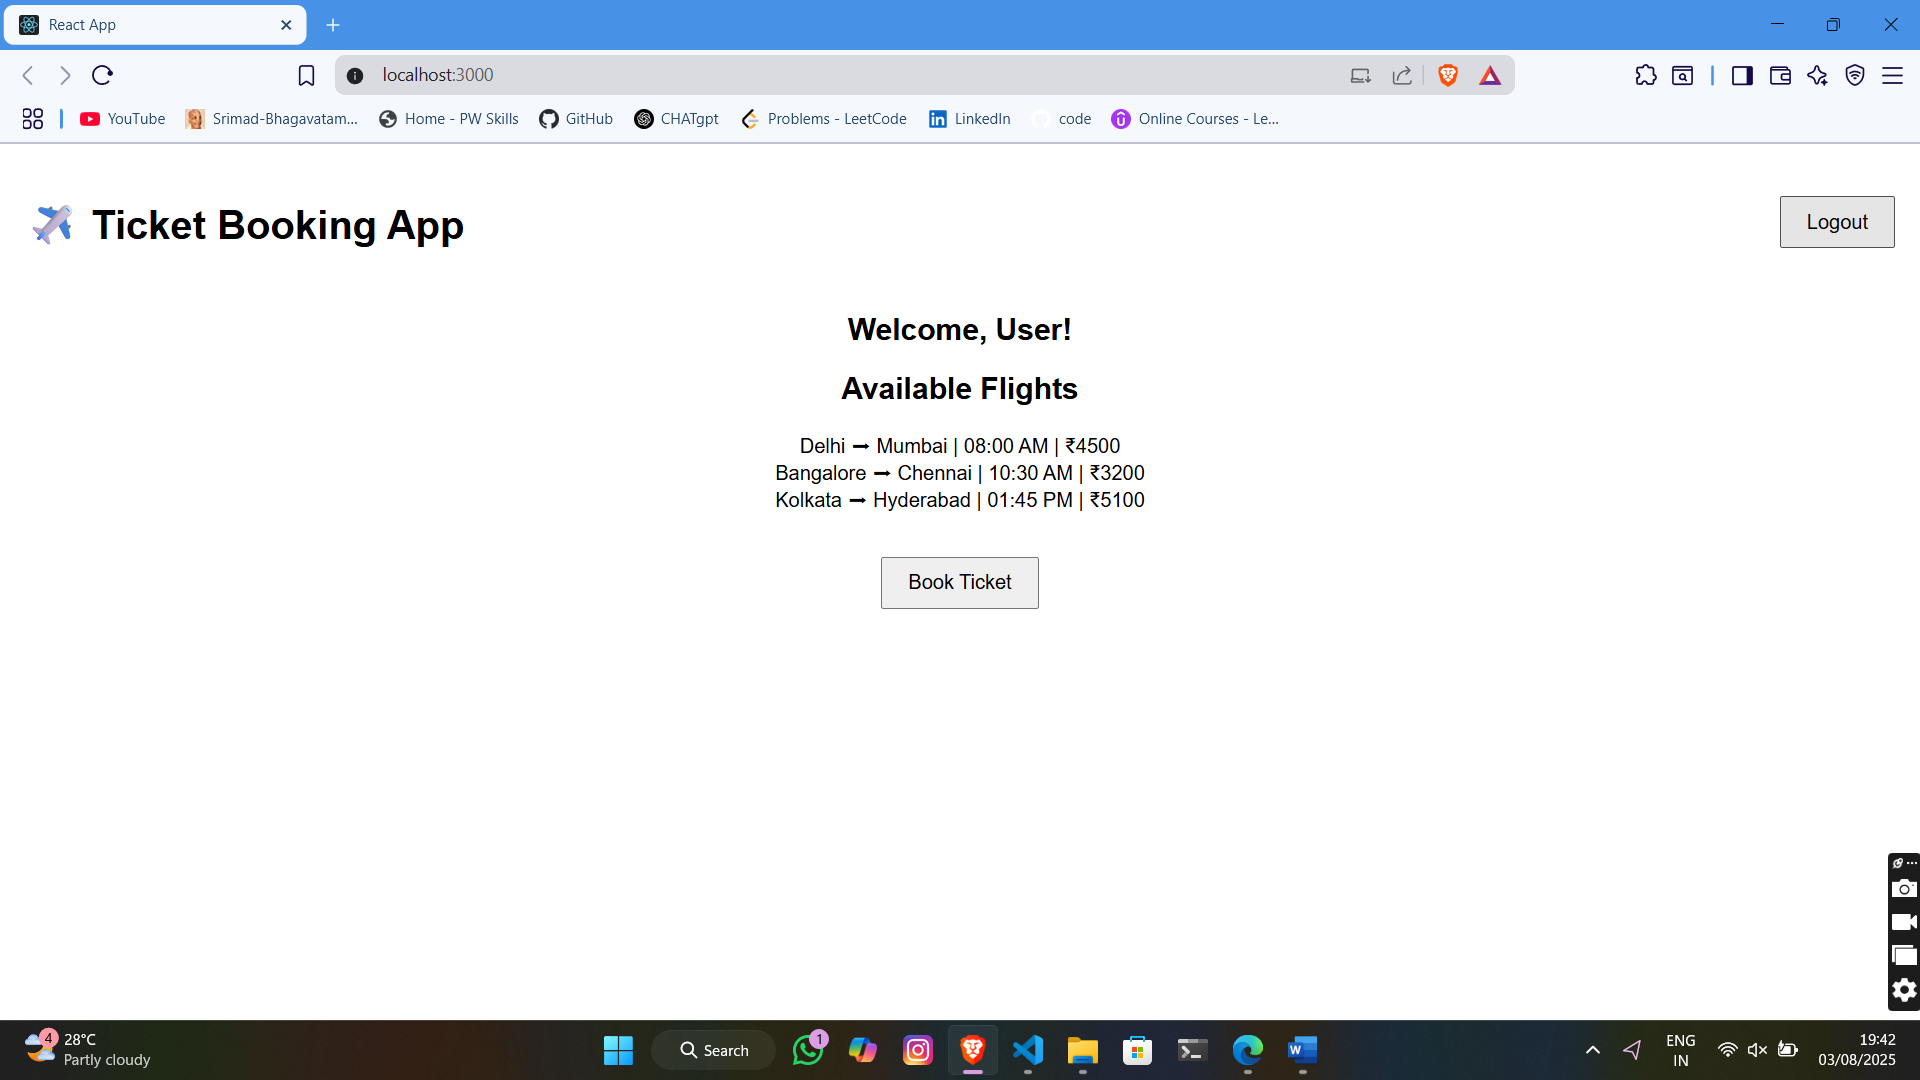 React App
localhost:3000
YouTube Srimad-Bhagavatam... Home - PW Skills GitHub CHATgpt Problems - LeetCode LinkedIn code Online Courses - Le...
Ticket Booking App
Logout
Welcome, User!
Available Flights
Delhi ➞ Mumbai | 08:00 AM | ₹4500
Bangalore ➞ Chennai | 10:30 AM | ₹3200
Kolkata ➞ Hyderabad | 01:45 PM | ₹5100
Book Ticket
4 28°C
Partly cloudy
Search
1
ENG
IN
19:42
03/08/2025